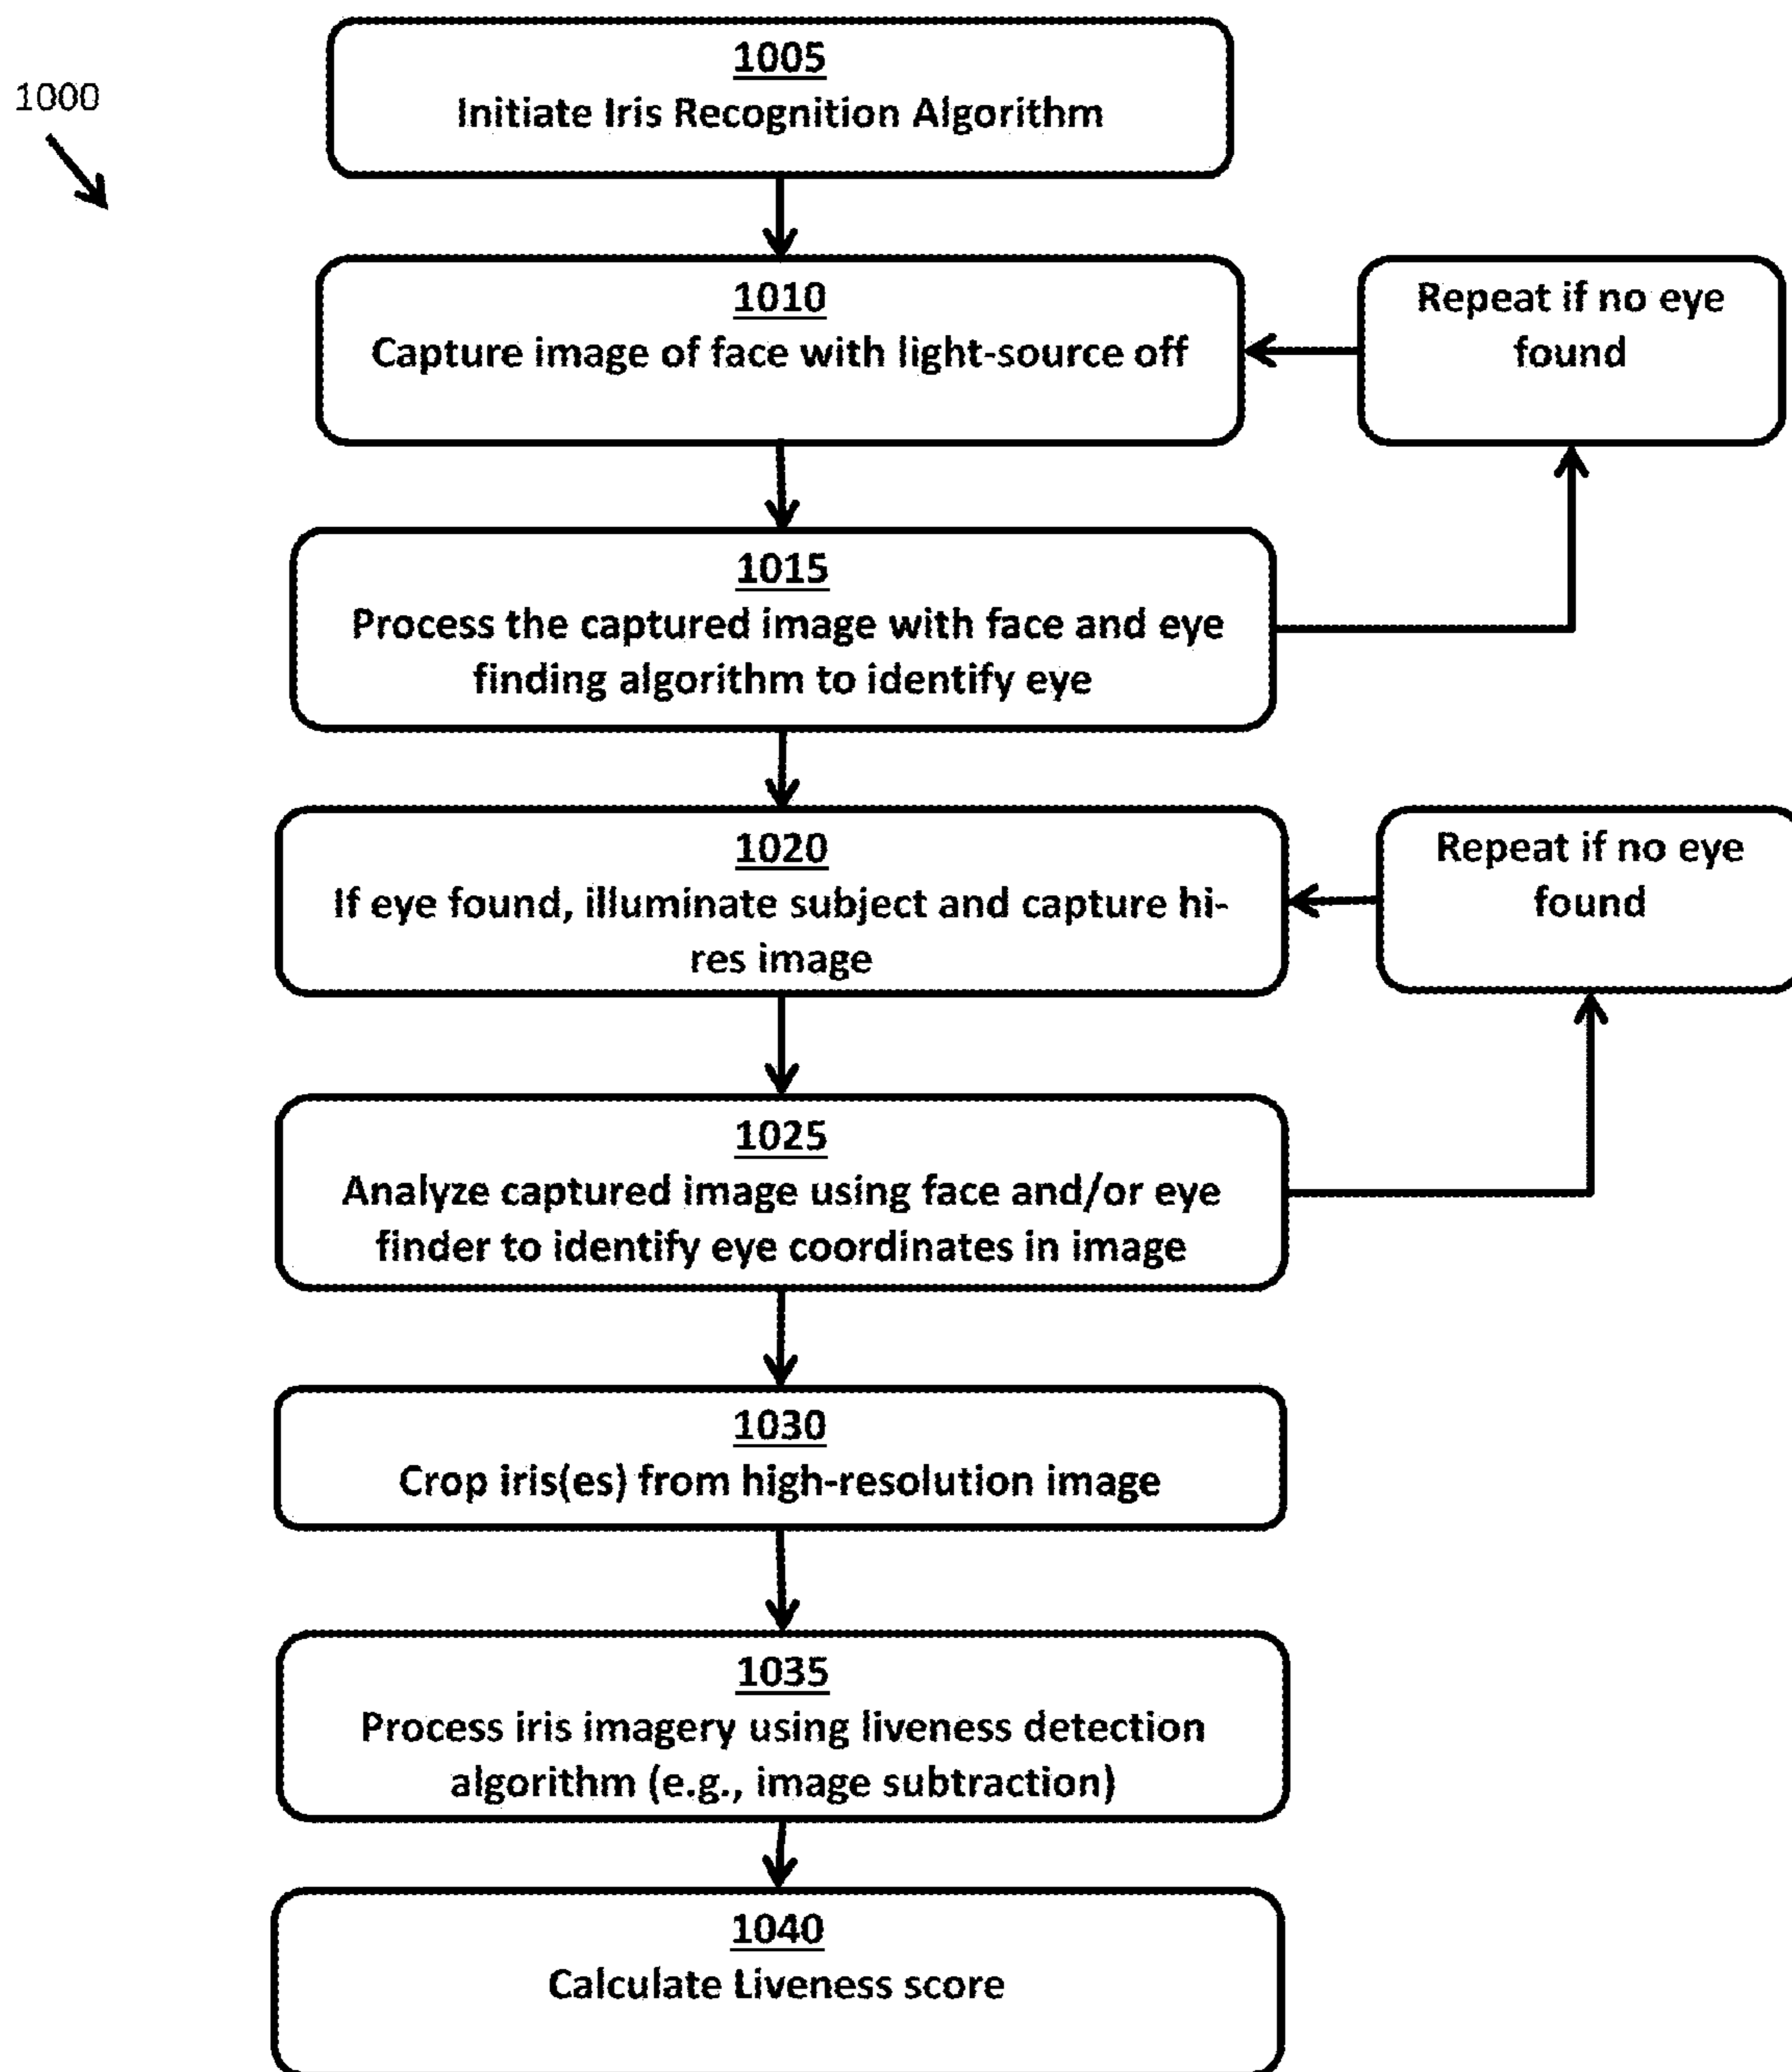 1000
1005
Initiate Iris Recognition Algorithm
1010
Capture image of face with light-source off
Repeat if no eye
found
1015
Process the captured image with face and eye
finding algorithm to identify eye
1020
If eye found, illuminate subject and capture hi-
res image
Repeat if no eye
found
1025
Analyze captured image using face and/or eye
finder to identify eye coordinates in image
1030
Crop iris(es) from high-resolution image
1035
Process iris imagery using liveness detection
algorithm (e.g., image subtraction)
1040
Calculate Liveness score